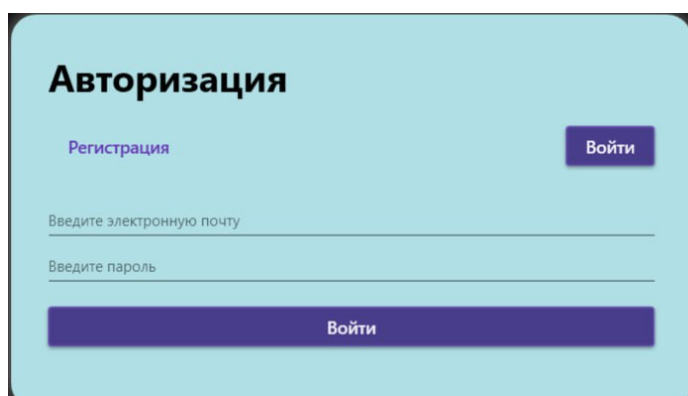 Авторизация
Регистрация Войти
Введите электронную почту
Введите пароль
Войти